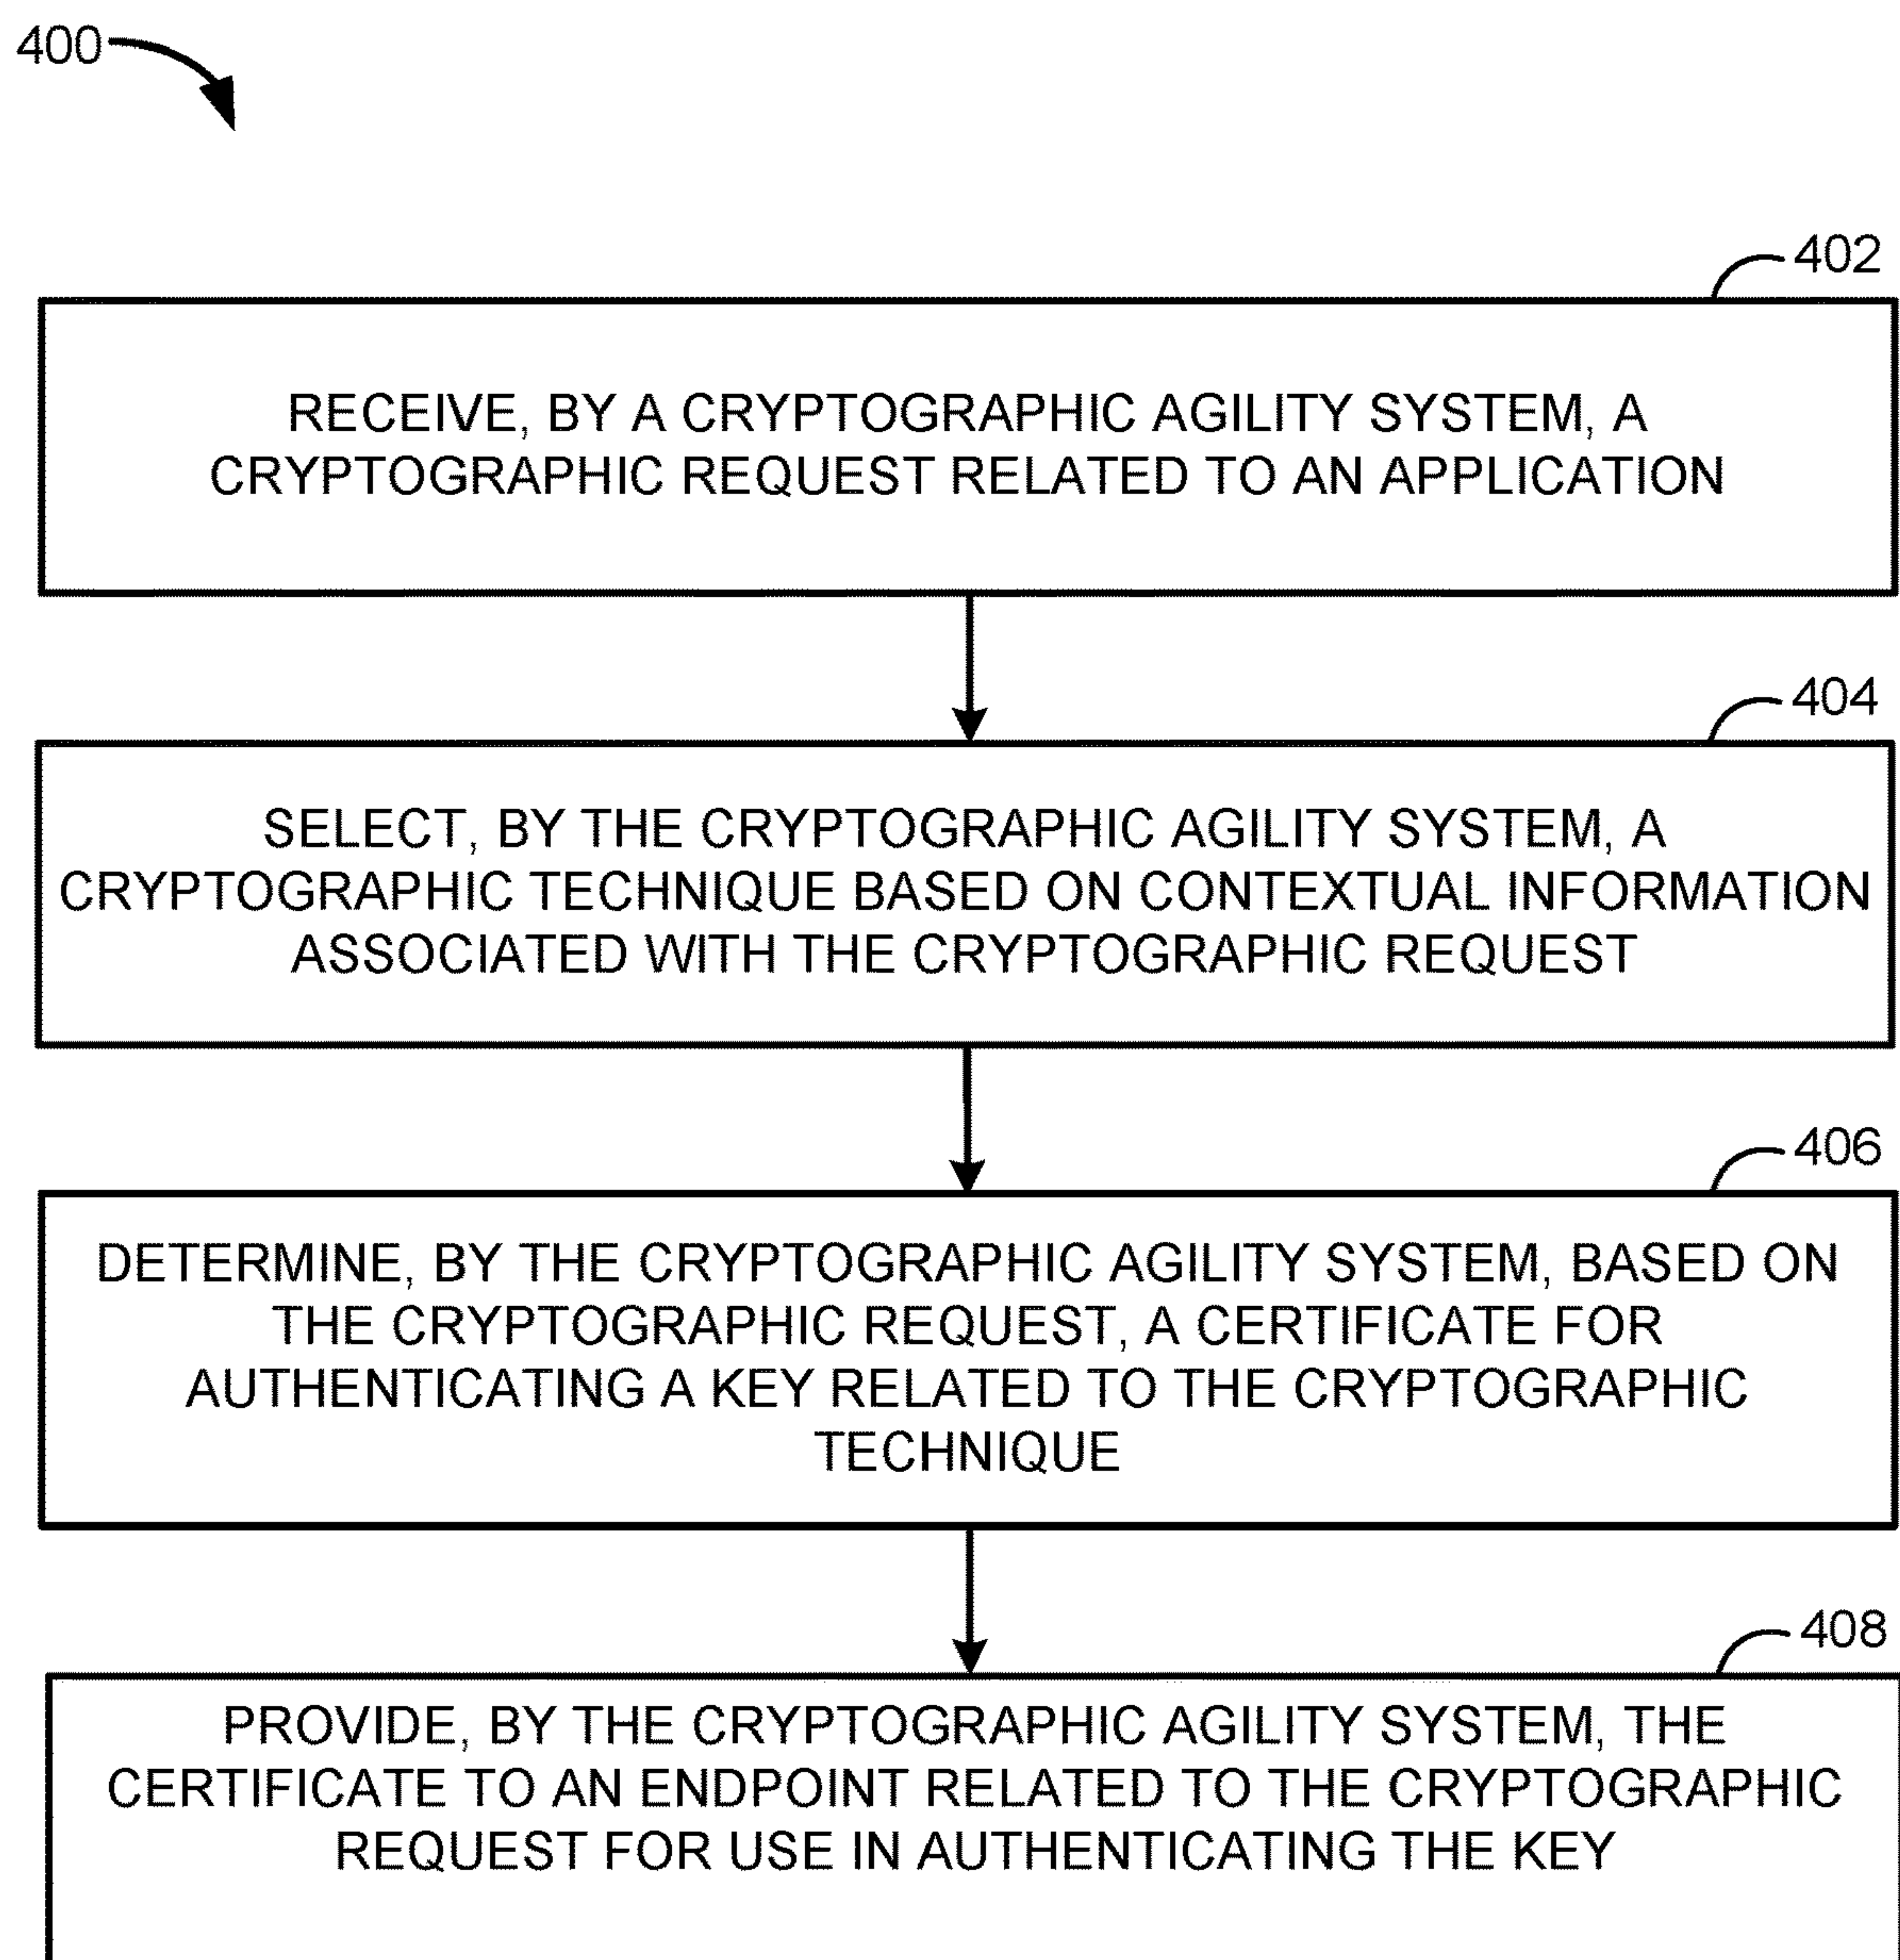 400
402
RECEIVE, BY A CRYPTOGRAPHIC AGILITY SYSTEM, A
CRYPTOGRAPHIC REQUEST RELATED TO AN APPLICATION
404
SELECT, BY THE CRYPTOGRAPHIC AGILITY SYSTEM, A
CRYPTOGRAPHIC TECHNIQUE BASED ON CONTEXTUAL INFORMATION
ASSOCIATED WITH THE CRYPTOGRAPHIC REQUEST
406
DETERMINE, BY THE CRYPTOGRAPHIC AGILITY SYSTEM, BASED ON
THE CRYPTOGRAPHIC REQUEST, A CERTIFICATE FOR
AUTHENTICATING A KEY RELATED TO THE CRYPTOGRAPHIC
TECHNIQUE
408
PROVIDE, BY THE CRYPTOGRAPHIC AGILITY SYSTEM, THE
CERTIFICATE TO AN ENDPOINT RELATED TO THE CRYPTOGRAPHIC
REQUEST FOR USE IN AUTHENTICATING THE KEY